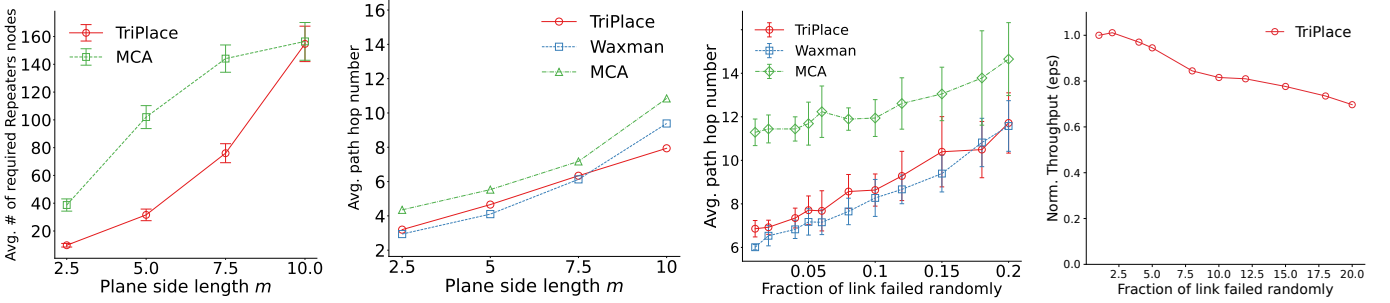 Avg. # of required Repeaters nodes
160
140
120
100
80
60
40
20
TriPlace
MCA
2.5 5.0 7.5 10.0
Plane side length m
Avg. path hop number
16
14
12
10
8
6
4
2
TriPlace
Waxman
MCA
2.5 5 7.5 10
Plane side length m
Avg. path hop number
14
12
10
8
6
TriPlace
Waxman
MCA
0.05 0.1 0.15 0.2
Fraction of link failed randomly
Norm. Throughput (eps)
1.0
0.8
0.6
0.4
0.2
0.0
TriPlace
2.5 5.0 7.5 10.0 12.5 15.0 17.5 20.0
Fraction of link failed randomly